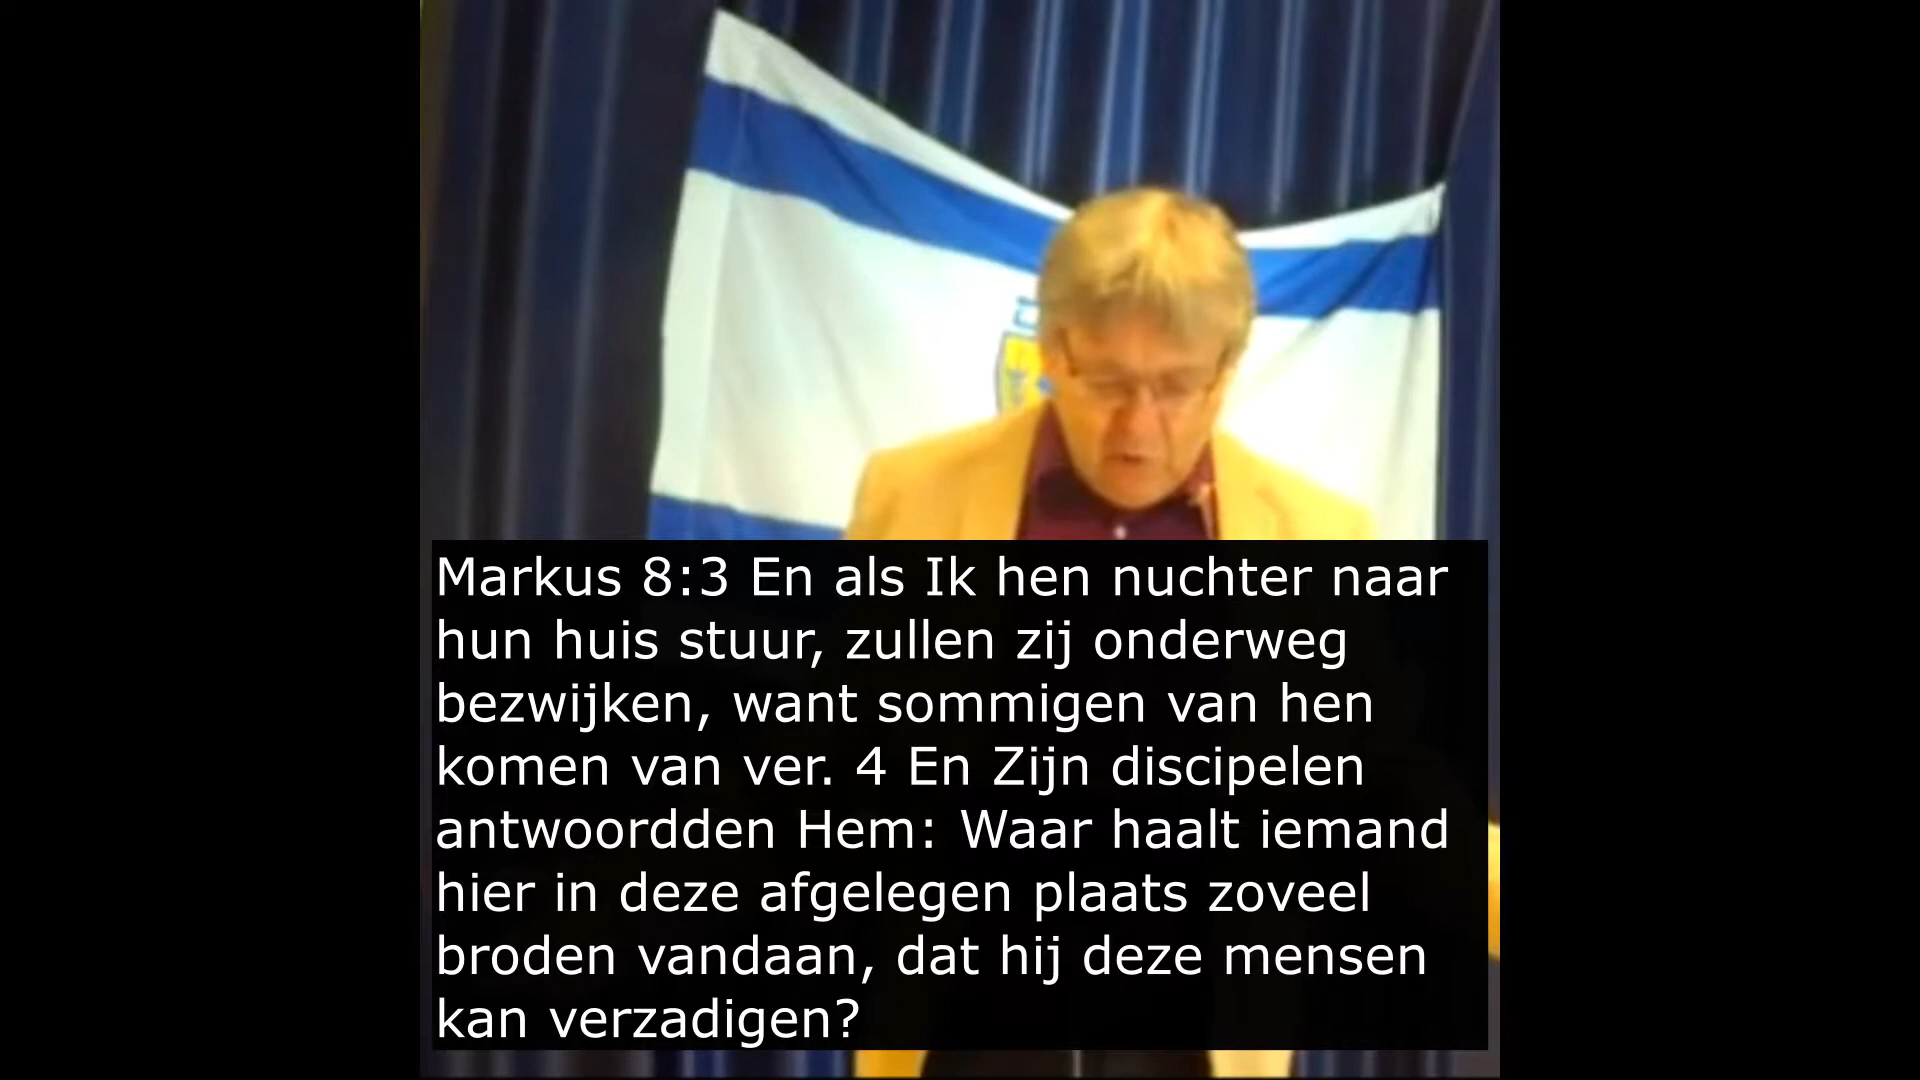 Markus 8:3 En als Ik hen nuchter naar
hun huis stuur, zullen zij onderweg
bezwijken, want sommigen van hen
komen van ver. 4 En Zijn discipelen
antwoordden Hem: Waar haalt iemand
hier in deze afgelegen plaats zoveel
broden vandaan, dat hij deze mensen
kan verzadigen?